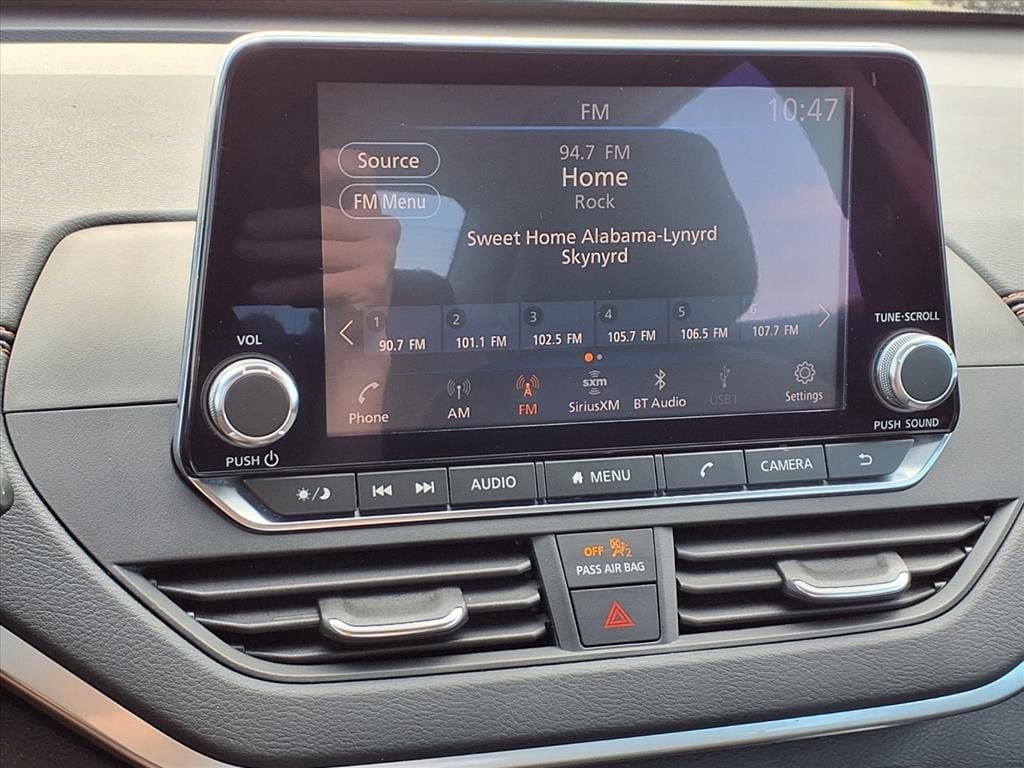 FM
10:47
Source
94.7 FM
Home
FM Menu
Rock
Sweet Home Alabama-Lynyrd
Skynyrd
1 2 3 4 5 6
90.7 FM 101.1 FM 102.5 FM 105.7 FM 106.5 FM 107.7 FM
sxm
Phone AM FM SiriusXM BT Audio USB1 Settings
VOL
PUSH
TUNE·SCROLL
PUSH SOUND
AUDIO MENU CAMERA
OFF 2
PASS AIR BAG